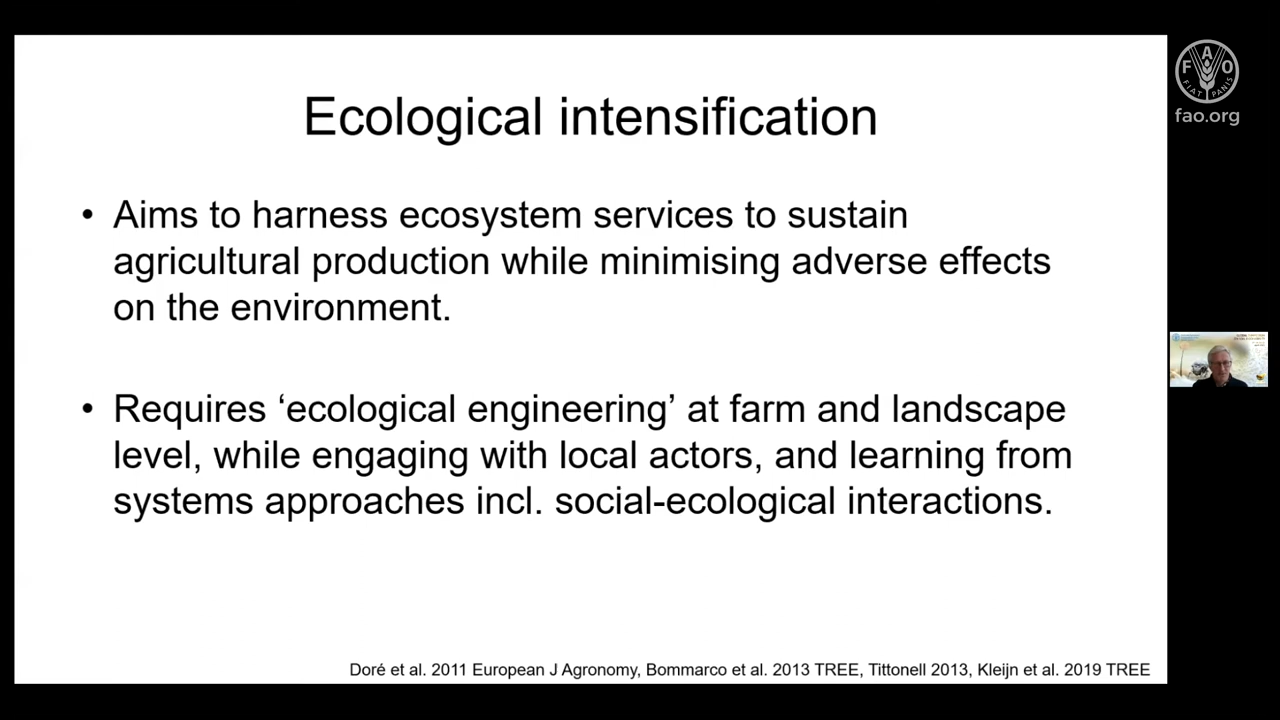 Ecological intensification
• Aims to harness ecosystem services to sustain
agricultural production while minimising adverse effects
on the environment.
• Requires ‘ecological engineering’ at farm and landscape
level, while engaging with local actors, and learning from
systems approaches incl. social-ecological interactions.
Doré et al. 2011 European J Agronomy, Bommarco et al. 2013 TREE, Tittonell 2013, Kleijn et al. 2019 TREE
F A O
FIAT PANIS
fao.org